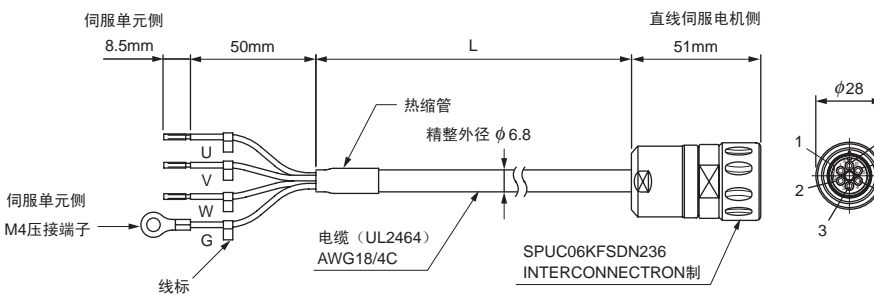 伺服单元侧
直线伺服电机侧
8.5mm
50mm
L
51mm
热缩管
φ28
精整外径 φ6.8
U
V
W
G
1
2
3
伺服单元侧
M4压接端子
电缆（UL2464）
AWG18/4C
SPUC06KFSDN236
INTERCONNECTRON制
线标